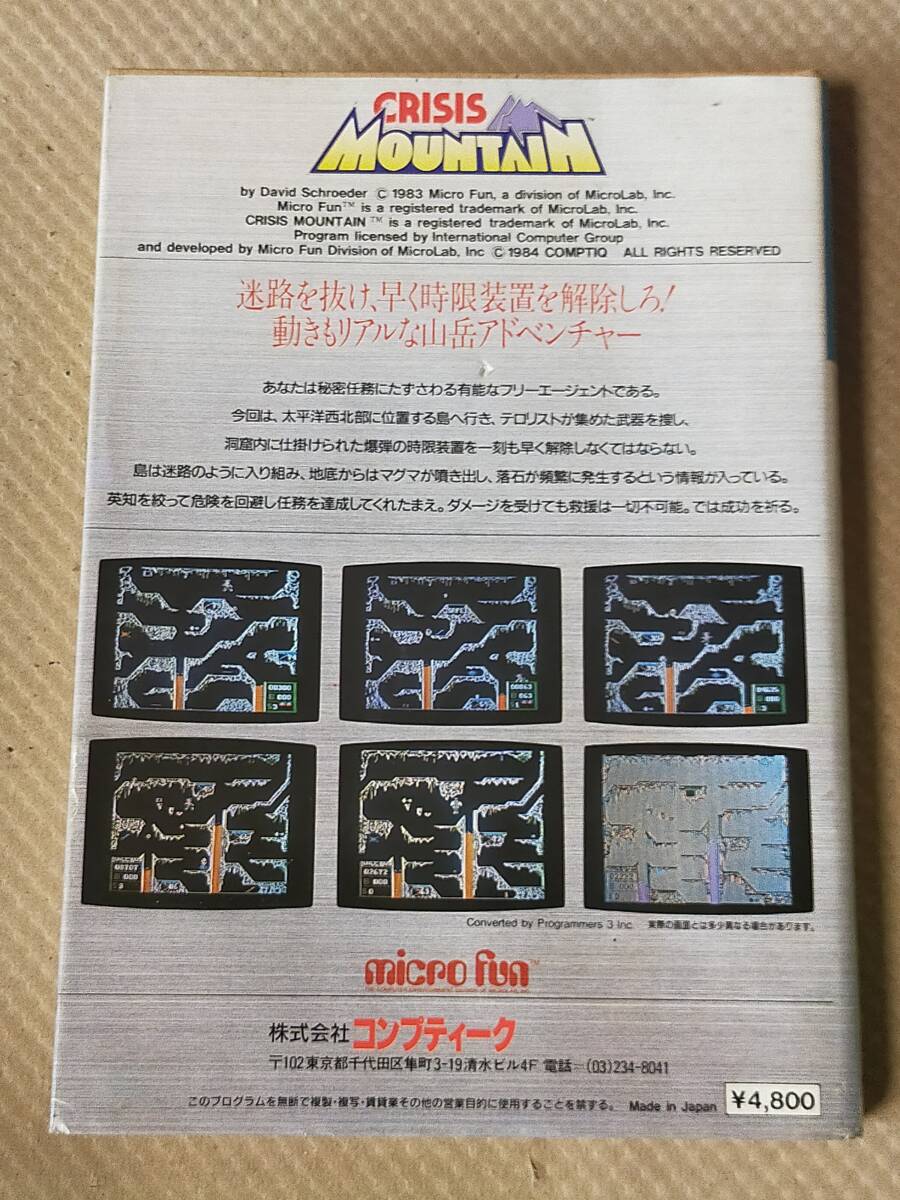 CRISIS
MOUNTAIN
by David Schroeder © 1983 Micro Fun, a division of MicroLab, Inc.
Micro Fun™ is a registered trademark of MicroLab, Inc.
CRISIS MOUNTAIN™ is a registered trademark of MicroLab, Inc.
Program licensed by International Computer Group
and developed by Micro Fun Division of MicroLab, Inc © 1984 COMPTIQ ALL RIGHTS RESERVED
迷路を抜け、早く時限装置を解除しろ!
動きもリアルな山岳アドベンチャー
あなたは秘密任務にたずさわる有能なフリーエージェントである。
今回は、太平洋西北部に位置する島へ行き、テロリストが集めた武器を捜し、
洞窟内に仕掛けられた爆弾の時限装置を一刻も早く解除しなくてはならない。
島は迷路のように入り組み、地底からはマグマが噴き出し、落石が頻繁に発生するという情報が入っている。
英知を絞って危険を回避し任務を達成してくれたまえ。ダメージを受けても救援は一切不可能。では成功を祈る。
00300
000
3
00063
063
1
000
3
00707
000
3
02672
000
0
Converted by Programmers 3 Inc. 実際の画面とは多少異なる場合があります。
micro fun™
株式会社コンプティーク
〒102東京都千代田区隼町3-19清水ビル4F 電話=(03)234-8041
このプログラムを無断で複製・複写・賃貸業その他の営業目的に使用することを禁する。 Made in Japan ¥4,800